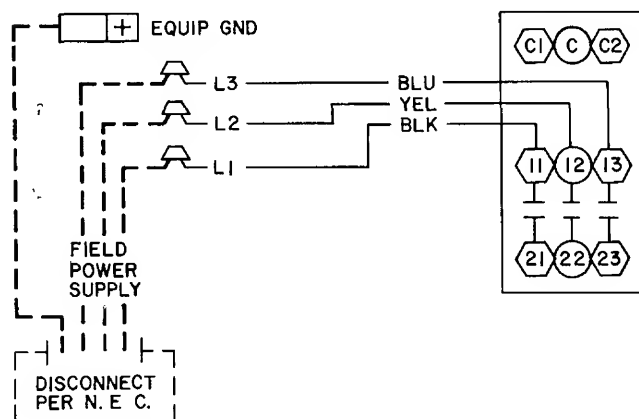 EQUIP GND
C1 C C2
L3 BLU
L2 YEL
L1 BLK
11 12 13
21 22 23
FIELD
POWER
SUPPLY
DISCONNECT
PER N. E C.